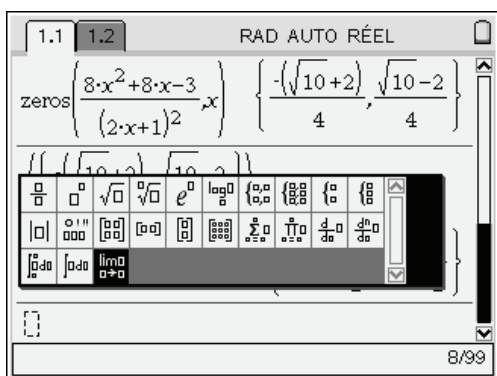 1.1 1.2 RAD AUTO RÉEL
zeros((8·x²+8·x−3)/(2·x+1)²,x) {-(√10+2)/4, (√10−2)/4}
lim
8/99